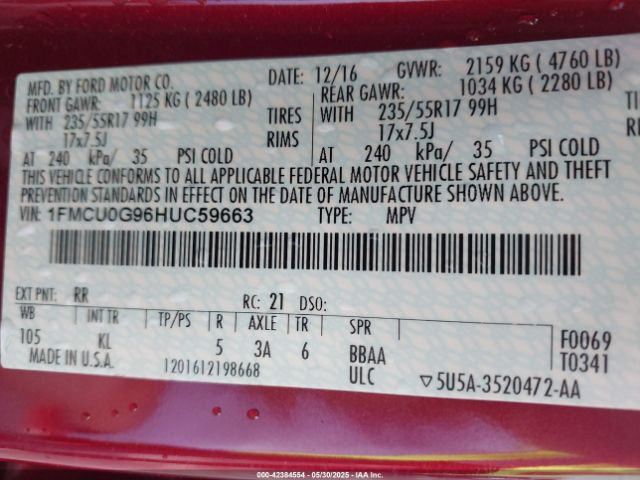 MFD. BY FORD MOTOR CO.
DATE: 12/16 GVWR: 2159 KG ( 4760 LB)
FRONT GAWR: 1125 KG ( 2480 LB) REAR GAWR: 1034 KG ( 2280 LB)
WITH 235/55R17 99H TIRES WITH 235/55R17 99H
17x7.5J RIMS 17x7.5J
AT 240 kPa/ 35 PSI COLD AT 240 kPa/ 35 PSI COLD
THIS VEHICLE CONFORMS TO ALL APPLICABLE FEDERAL MOTOR VEHICLE SAFETY AND THEFT
PREVENTION STANDARDS IN EFFECT ON THE DATE OF MANUFACTURE SHOWN ABOVE.
VIN: 1FMCU0G96HUC59663 TYPE: MPV
EXT PNT: RR RC: 21 DSO:
WB INT TR TP/PS R AXLE TR SPR
105 KL 5 3A 6 BBAA F0069
MADE IN U.S.A. 1201612198668 ULC T0341
▽5U5A-3520472-AA
000-42384554 - 05/30/2025 - IAA Inc.